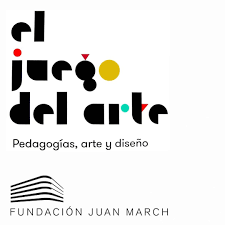 el
juego
del arte
Pedagogías, arte y diseño
FUNDACIÓN JUAN MARCH